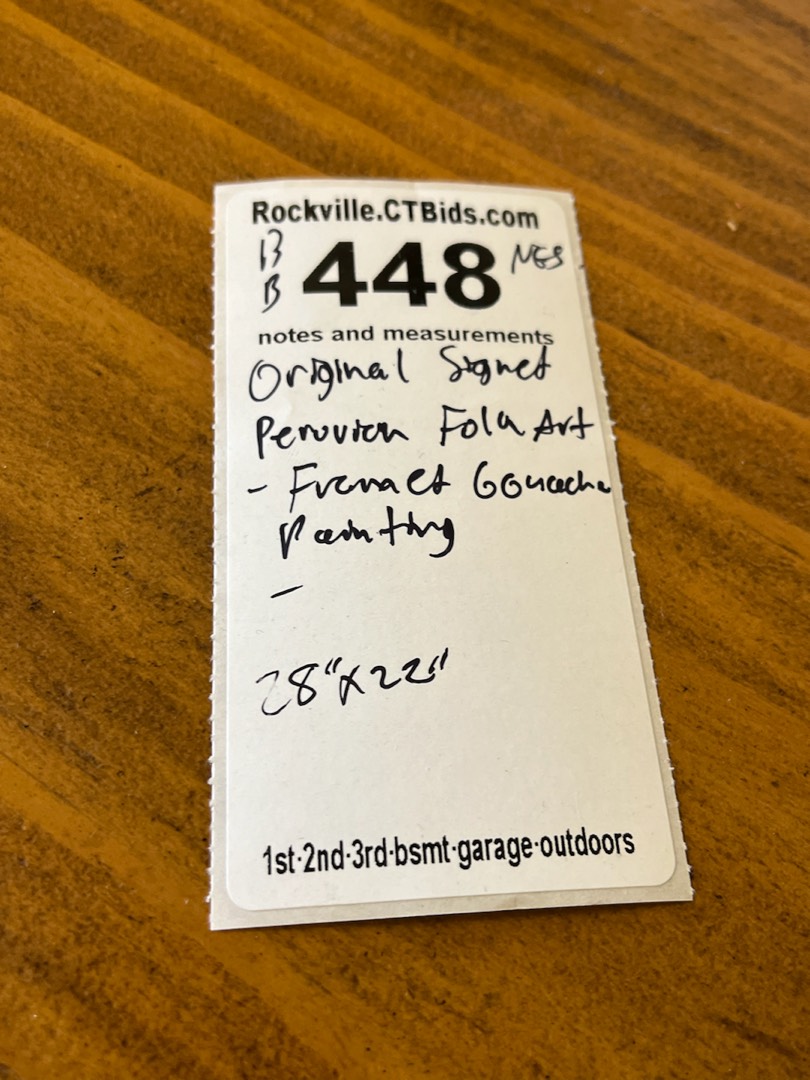 Rockville.CTBids.com
B
B
448
NGS
notes and measurements
Original Signed
Peruvian Folk Art
- Framed Gouache
Painting
-
28"x22"
1st·2nd·3rd·bsmt·garage·outdoors